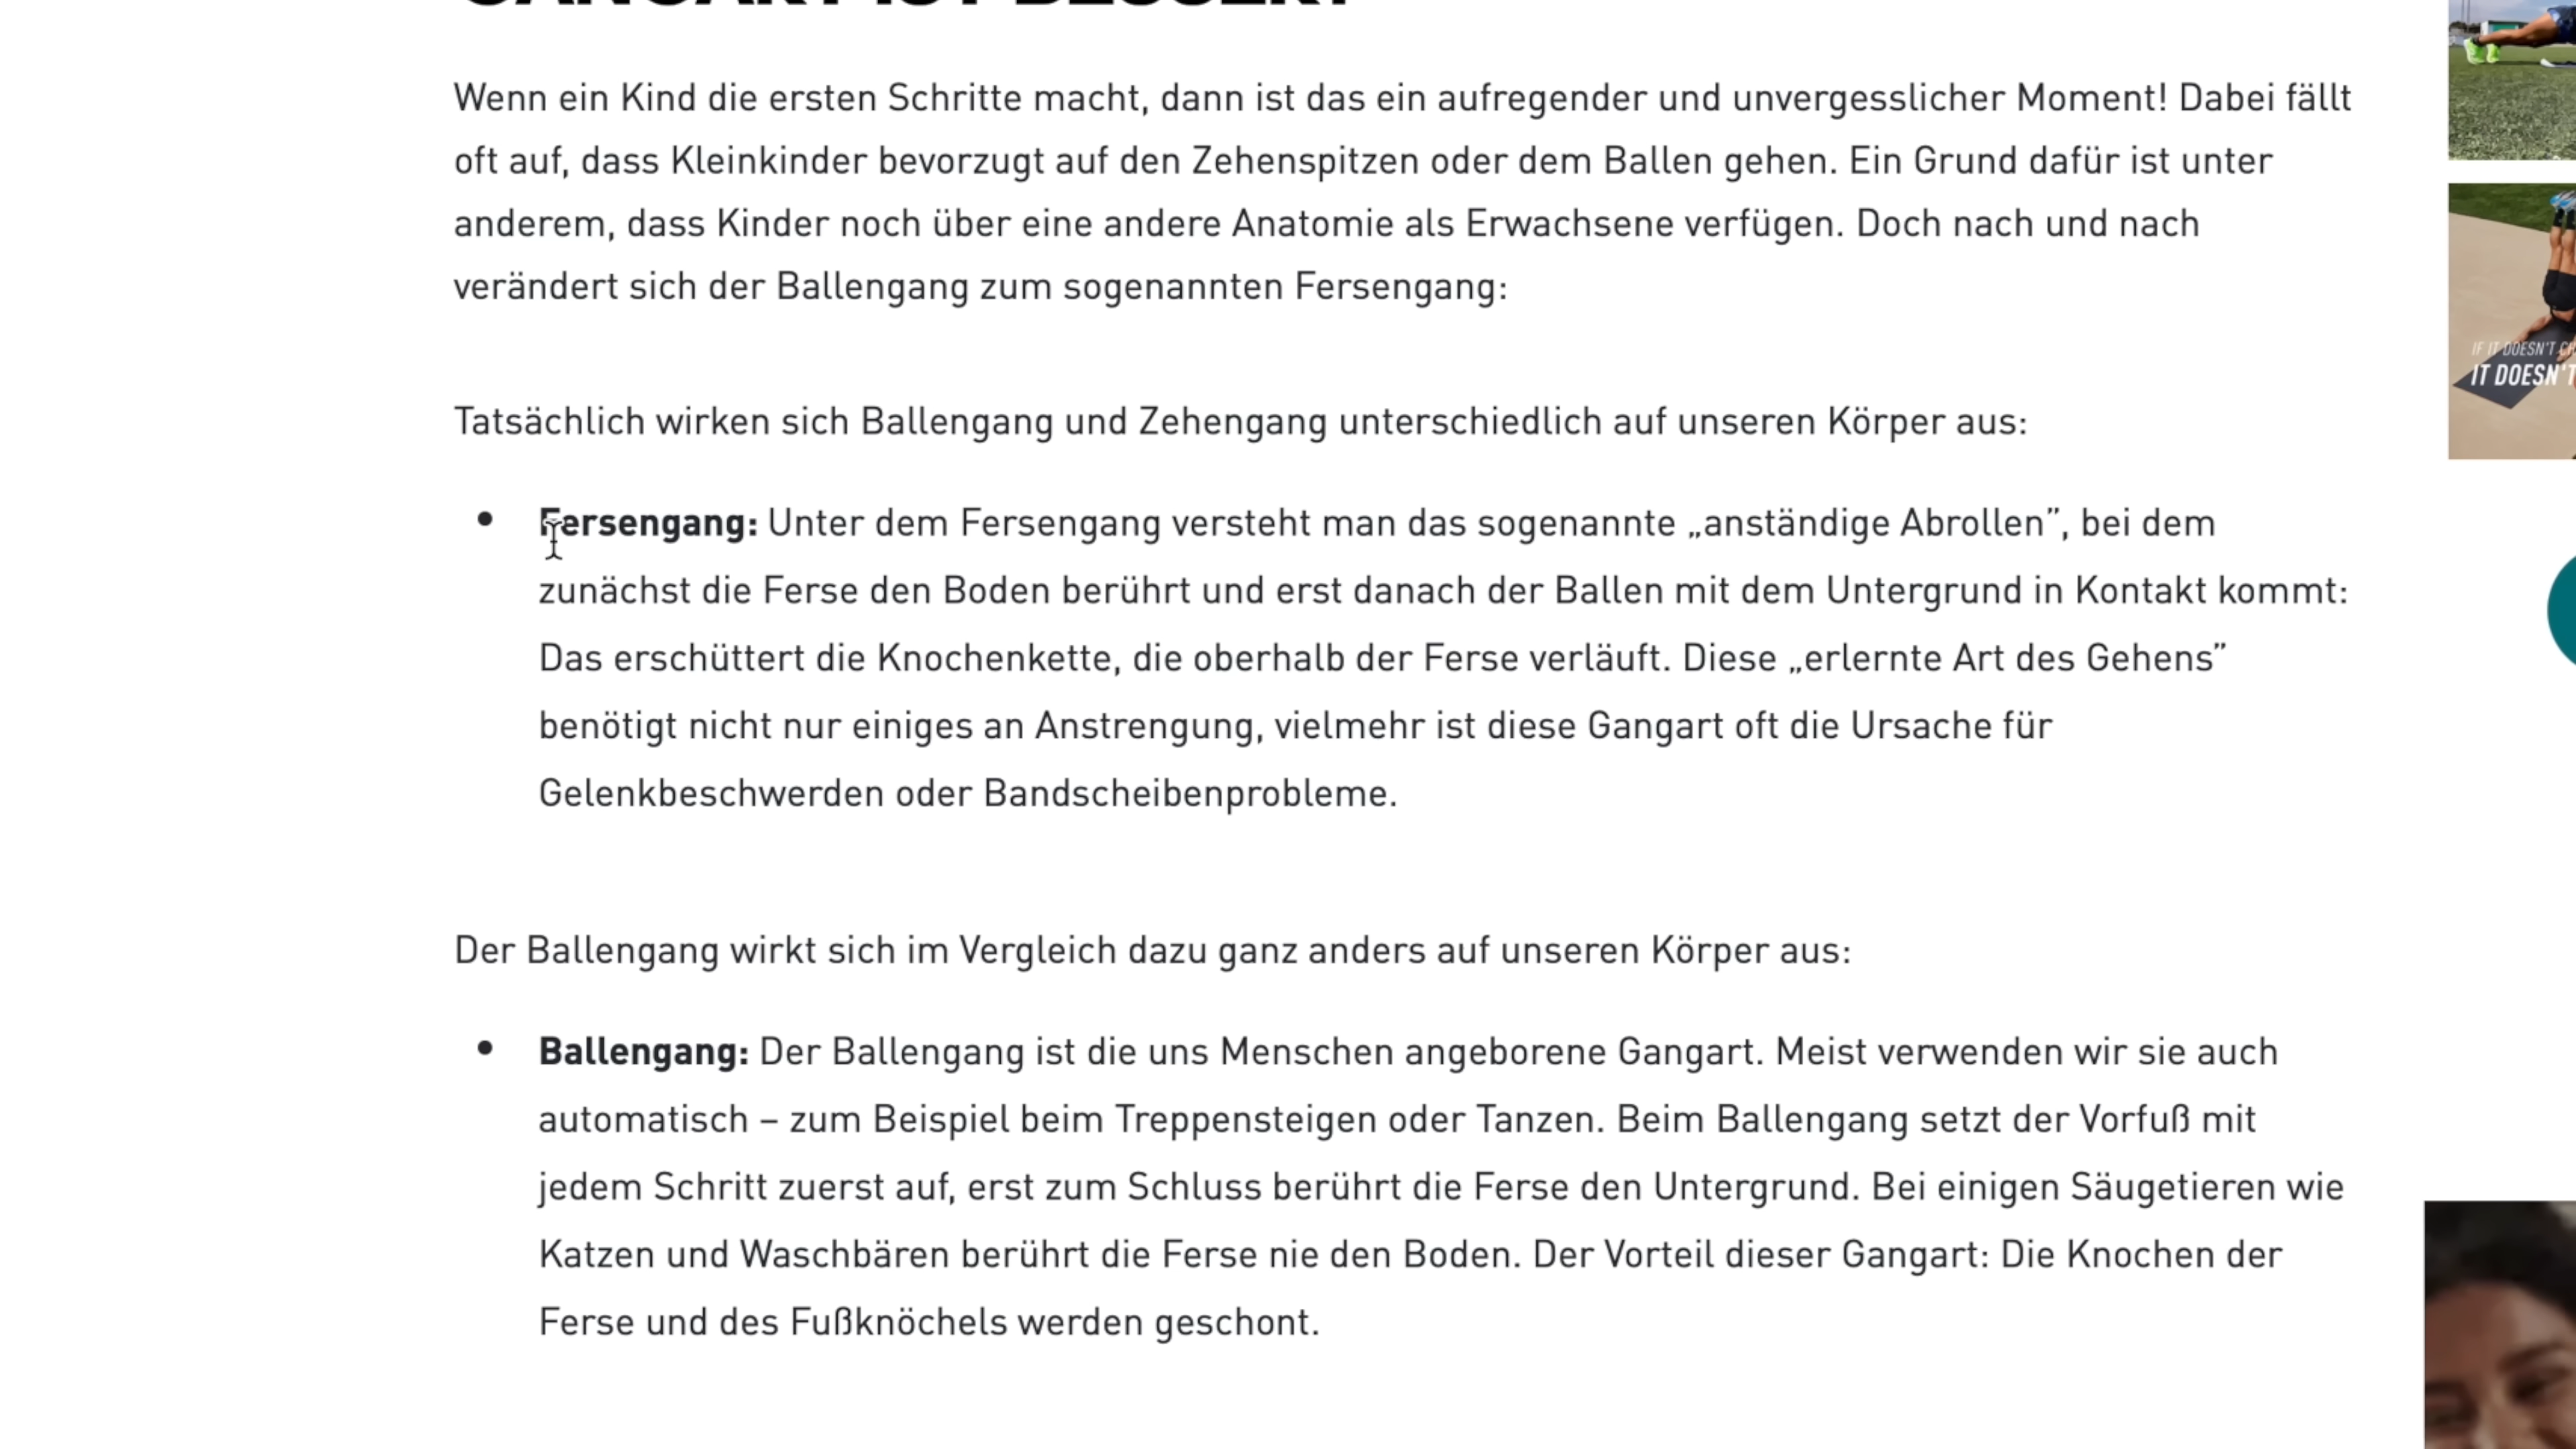 Wenn ein Kind die ersten Schritte macht, dann ist das ein aufregender und unvergesslicher Moment! Dabei fällt
oft auf, dass Kleinkinder bevorzugt auf den Zehenspitzen oder dem Ballen gehen. Ein Grund dafür ist unter
anderem, dass Kinder noch über eine andere Anatomie als Erwachsene verfügen. Doch nach und nach
verändert sich der Ballengang zum sogenannten Fersengang:
Tatsächlich wirken sich Ballengang und Zehengang unterschiedlich auf unseren Körper aus:
• Fersengang: Unter dem Fersengang versteht man das sogenannte „anständige Abrollen”, bei dem
zunächst die Ferse den Boden berührt und erst danach der Ballen mit dem Untergrund in Kontakt kommt:
Das erschüttert die Knochenkette, die oberhalb der Ferse verläuft. Diese „erlernte Art des Gehens”
benötigt nicht nur einiges an Anstrengung, vielmehr ist diese Gangart oft die Ursache für
Gelenkbeschwerden oder Bandscheibenprobleme.
Der Ballengang wirkt sich im Vergleich dazu ganz anders auf unseren Körper aus:
• Ballengang: Der Ballengang ist die uns Menschen angeborene Gangart. Meist verwenden wir sie auch
automatisch – zum Beispiel beim Treppensteigen oder Tanzen. Beim Ballengang setzt der Vorfuß mit
jedem Schritt zuerst auf, erst zum Schluss berührt die Ferse den Untergrund. Bei einigen Säugetieren wie
Katzen und Waschbären berührt die Ferse nie den Boden. Der Vorteil dieser Gangart: Die Knochen der
Ferse und des Fußknöchels werden geschont.
IF IT DOESN'T
IT DOESN'T